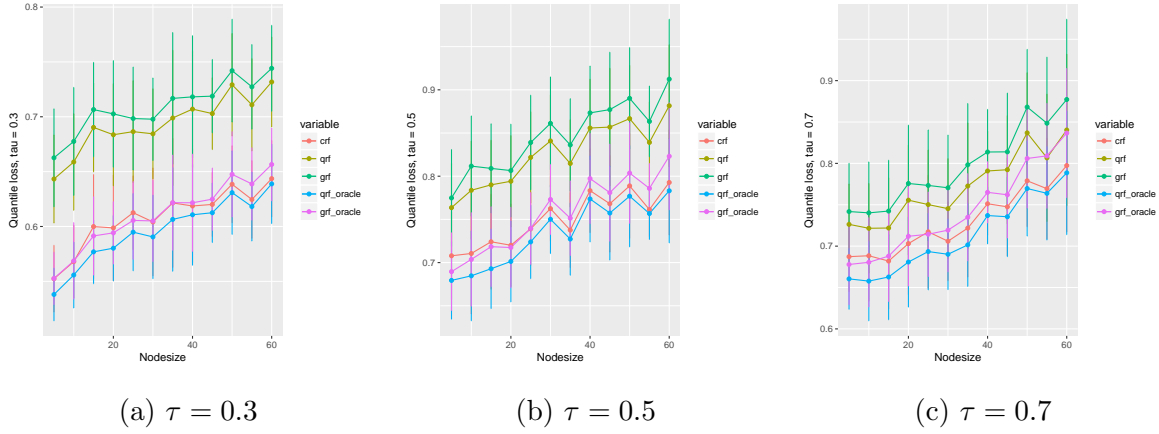 0.8
0.7
0.6
Quantile loss, tau = 0.3
20
40
60
Nodesize
variable
crf
qrf
grf
qrf_oracle
grf_oracle
(a) τ = 0.3
0.9
0.8
0.7
Quantile loss, tau = 0.5
20
40
60
Nodesize
variable
crf
qrf
grf
qrf_oracle
grf_oracle
(b) τ = 0.5
0.9
0.8
0.7
0.6
Quantile loss, tau = 0.7
20
40
60
Nodesize
variable
crf
qrf
grf
qrf_oracle
grf_oracle
(c) τ = 0.7